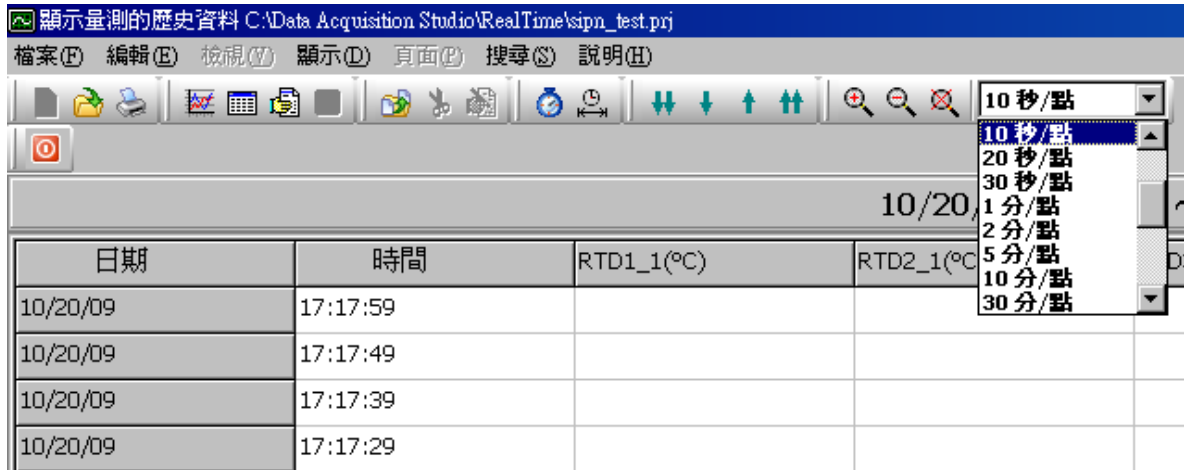 顯示量測的歷史資料 C:\Data Acquisition Studio\RealTime\sipn_test.prj
檔案(F) 編輯(E) 檢視(V) 顯示(D) 頁面(P) 搜尋(S) 說明(H)
10 秒/點
10 秒/點
20 秒/點
30 秒/點
10/20/
1 分/點
2 分/點
5 分/點
10 分/點
30 分/點
日期 時間 RTD1_1(ºC) RTD2_1(ºC
10/20/09 17:17:59
10/20/09 17:17:49
10/20/09 17:17:39
10/20/09 17:17:29